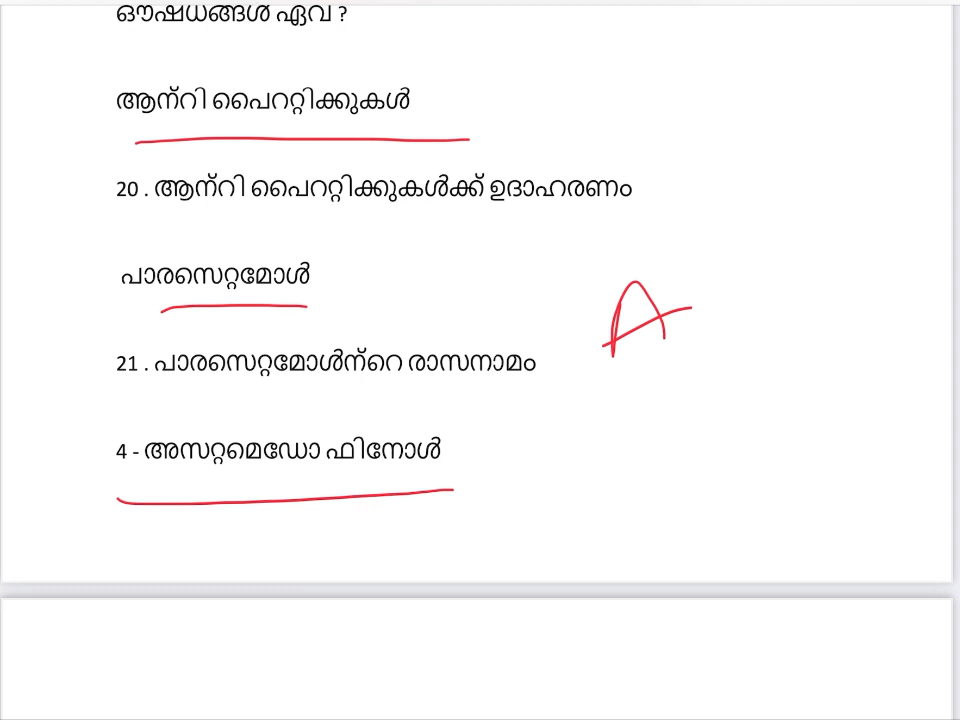 ഔഷധങ്ങൾ ഏവ ?
ആന്റി പൈററ്റിക്കുകൾ
20 . ആന്റി പൈററ്റിക്കുകൾക്ക് ഉദാഹരണം
പാരസെറ്റമോൾ
A
21 . പാരസെറ്റമോൾന്റെ രാസനാമം
4 - അസറ്റമെഡോ ഫിനോൾ